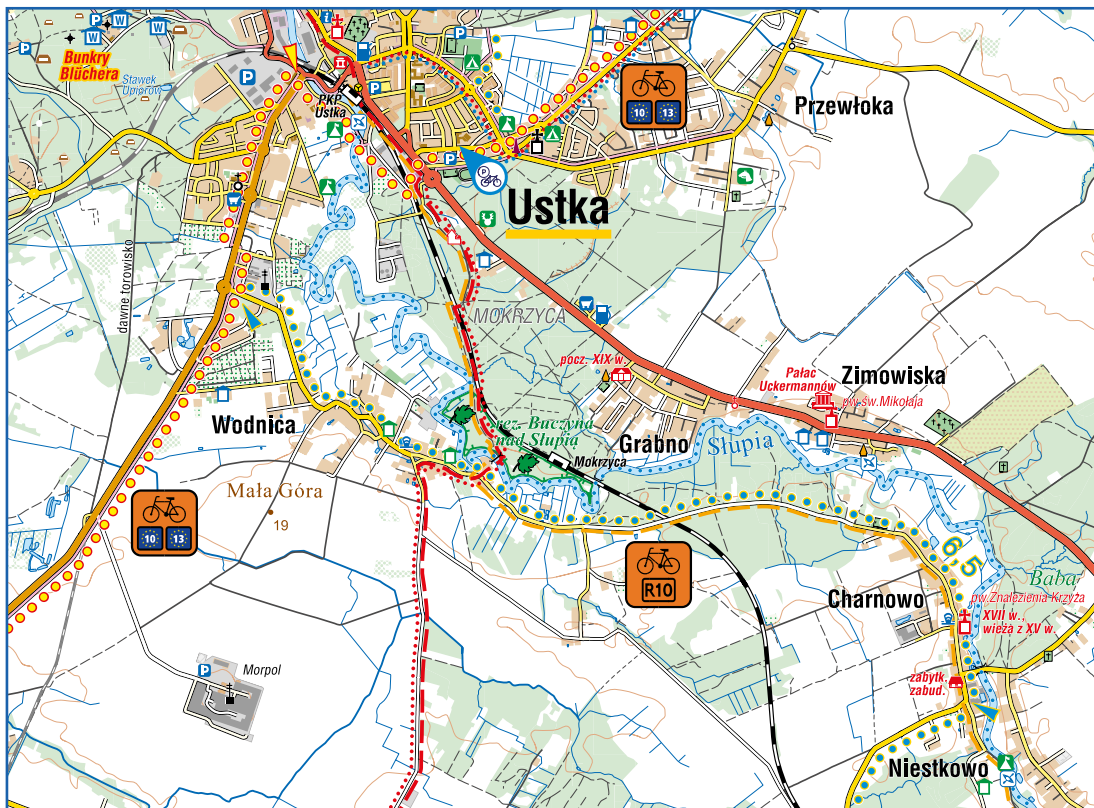 P
W
W
W
P
Bunkry
Blüchera
Stawek
Upiorów
P
i
P
PKP
Ustka
P
P
P
10 13
Przewłoka
Ustka
dawne torowisko
MOKRZYCA
pocz. XIX w.
Pałac
Uckermannów
Zimowiska
pw. św. Mikołaja
Wodnica
rez. Buczyna
nad Słupią
Grabno
Słupia
Mokrzyca
Mała Góra
19
10 13
R10
6,5
Baba
Charnowo
pw. Znalezienia Krzyża
XVII w.,
wieża z XV w.
P
Morpol
zabytk.
zabud.
Niestkowo